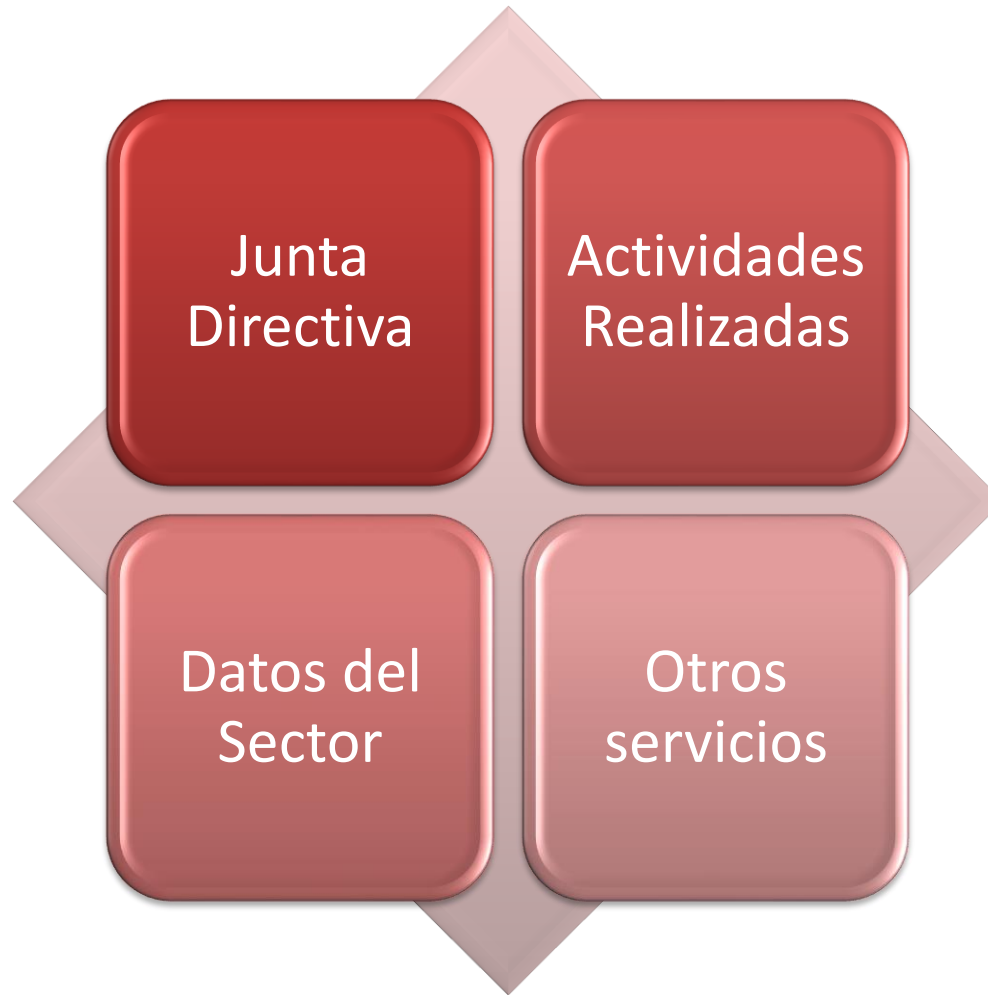 Junta
Directiva
Actividades
Realizadas
Datos del
Sector
Otros
servicios